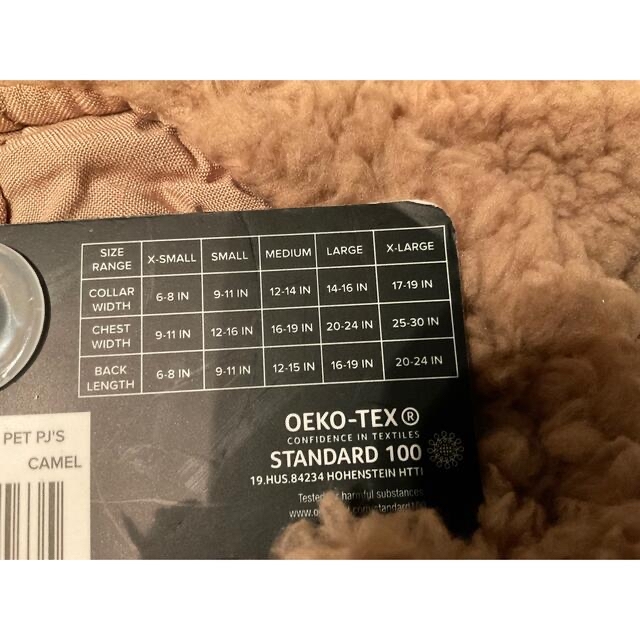 SIZE RANGE X-SMALL SMALL MEDIUM LARGE X-LARGE
COLLAR WIDTH 6-8 IN 9-11 IN 12-14 IN 14-16 IN 17-19 IN
CHEST WIDTH 9-11 IN 12-16 IN 16-19 IN 20-24 IN 25-30 IN
BACK LENGTH 6-8 IN 9-11 IN 12-15 IN 16-19 IN 20-24 IN
PET PJ'S
CAMEL
OEKO-TEX®
CONFIDENCE IN TEXTILES
STANDARD 100
19.HUS.84234 HOHENSTEIN HTTI
Tested harmful substances